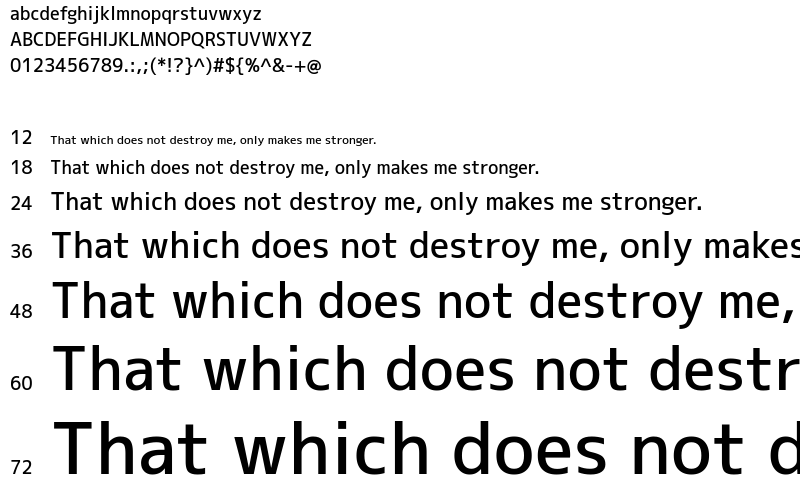 abcdefghijklmnopqrstuvwxyz
ABCDEFGHIJKLMNOPQRSTUVWXYZ
0123456789.:,;(*!?}^)#${%^&-+@
12 That which does not destroy me, only makes me stronger.
18 That which does not destroy me, only makes me stronger.
24 That which does not destroy me, only makes me stronger.
36 That which does not destroy me, only makes
48 That which does not destroy me,
60 That which does not destr
72 That which does not d